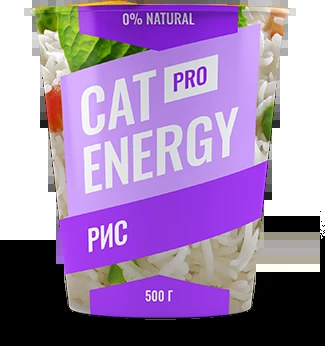 0% NATURAL
CAT PRO
ENERGY
РИС
500 Г